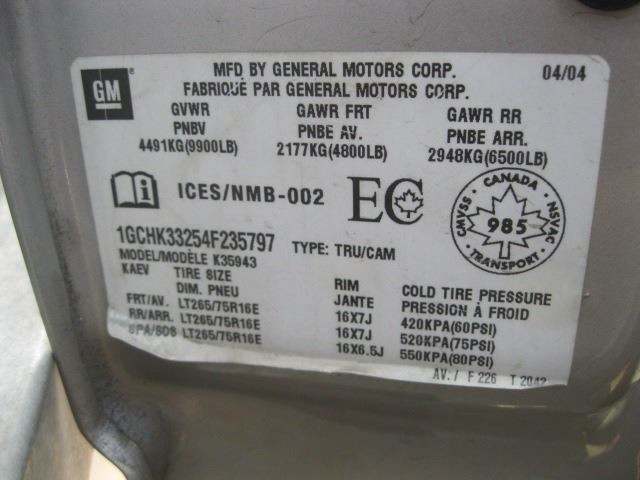 GM
MFD BY GENERAL MOTORS CORP. 04/04
FABRIQUÉ PAR GENERAL MOTORS CORP.
GVWR GAWR FRT GAWR RR
PNBV PNBE AV. PNBE ARR.
4491KG(9900LB) 2177KG(4800LB) 2948KG(6500LB)
ICES/NMB-002 EC
CANADA
CMVSS 985 NSVAC
TRANSPORT
1GCHK33254F235797 TYPE: TRU/CAM
MODEL/MODÈLE K35943
KAEV TIRE SIZE RIM COLD TIRE PRESSURE
DIM. PNEU JANTE PRESSION À FROID
FRT/AV. LT265/75R16E 16X7J 420KPA(60PSI)
RR/ARR. LT265/75R16E 16X7J 520KPA(75PSI)
SPA/SOS LT265/75R16E 16X6.5J 550KPA(80PSI)
AV. / F 226 T 2042